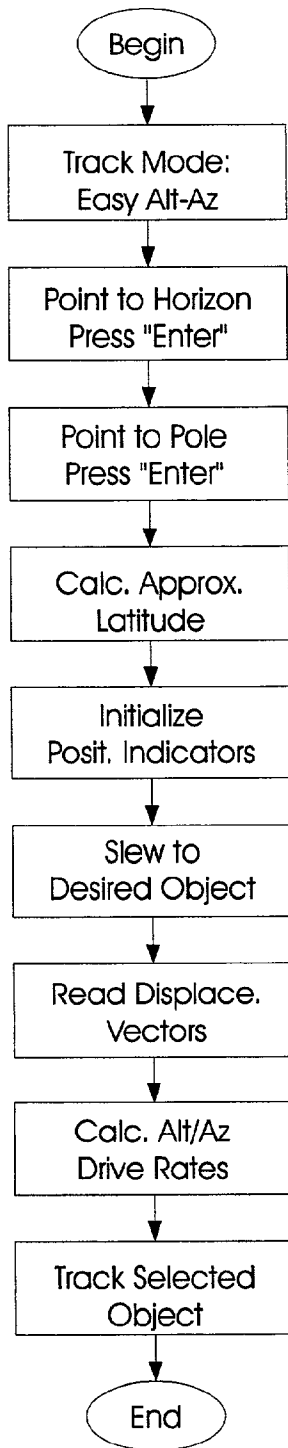 Begin
Track Mode:
Easy Alt-Az
Point to Horizon
Press "Enter"
Point to Pole
Press "Enter"
Calc. Approx.
Latitude
Initialize
Posit. Indicators
Slew to
Desired Object
Read Displace.
Vectors
Calc. Alt/Az
Drive Rates
Track Selected
Object
End